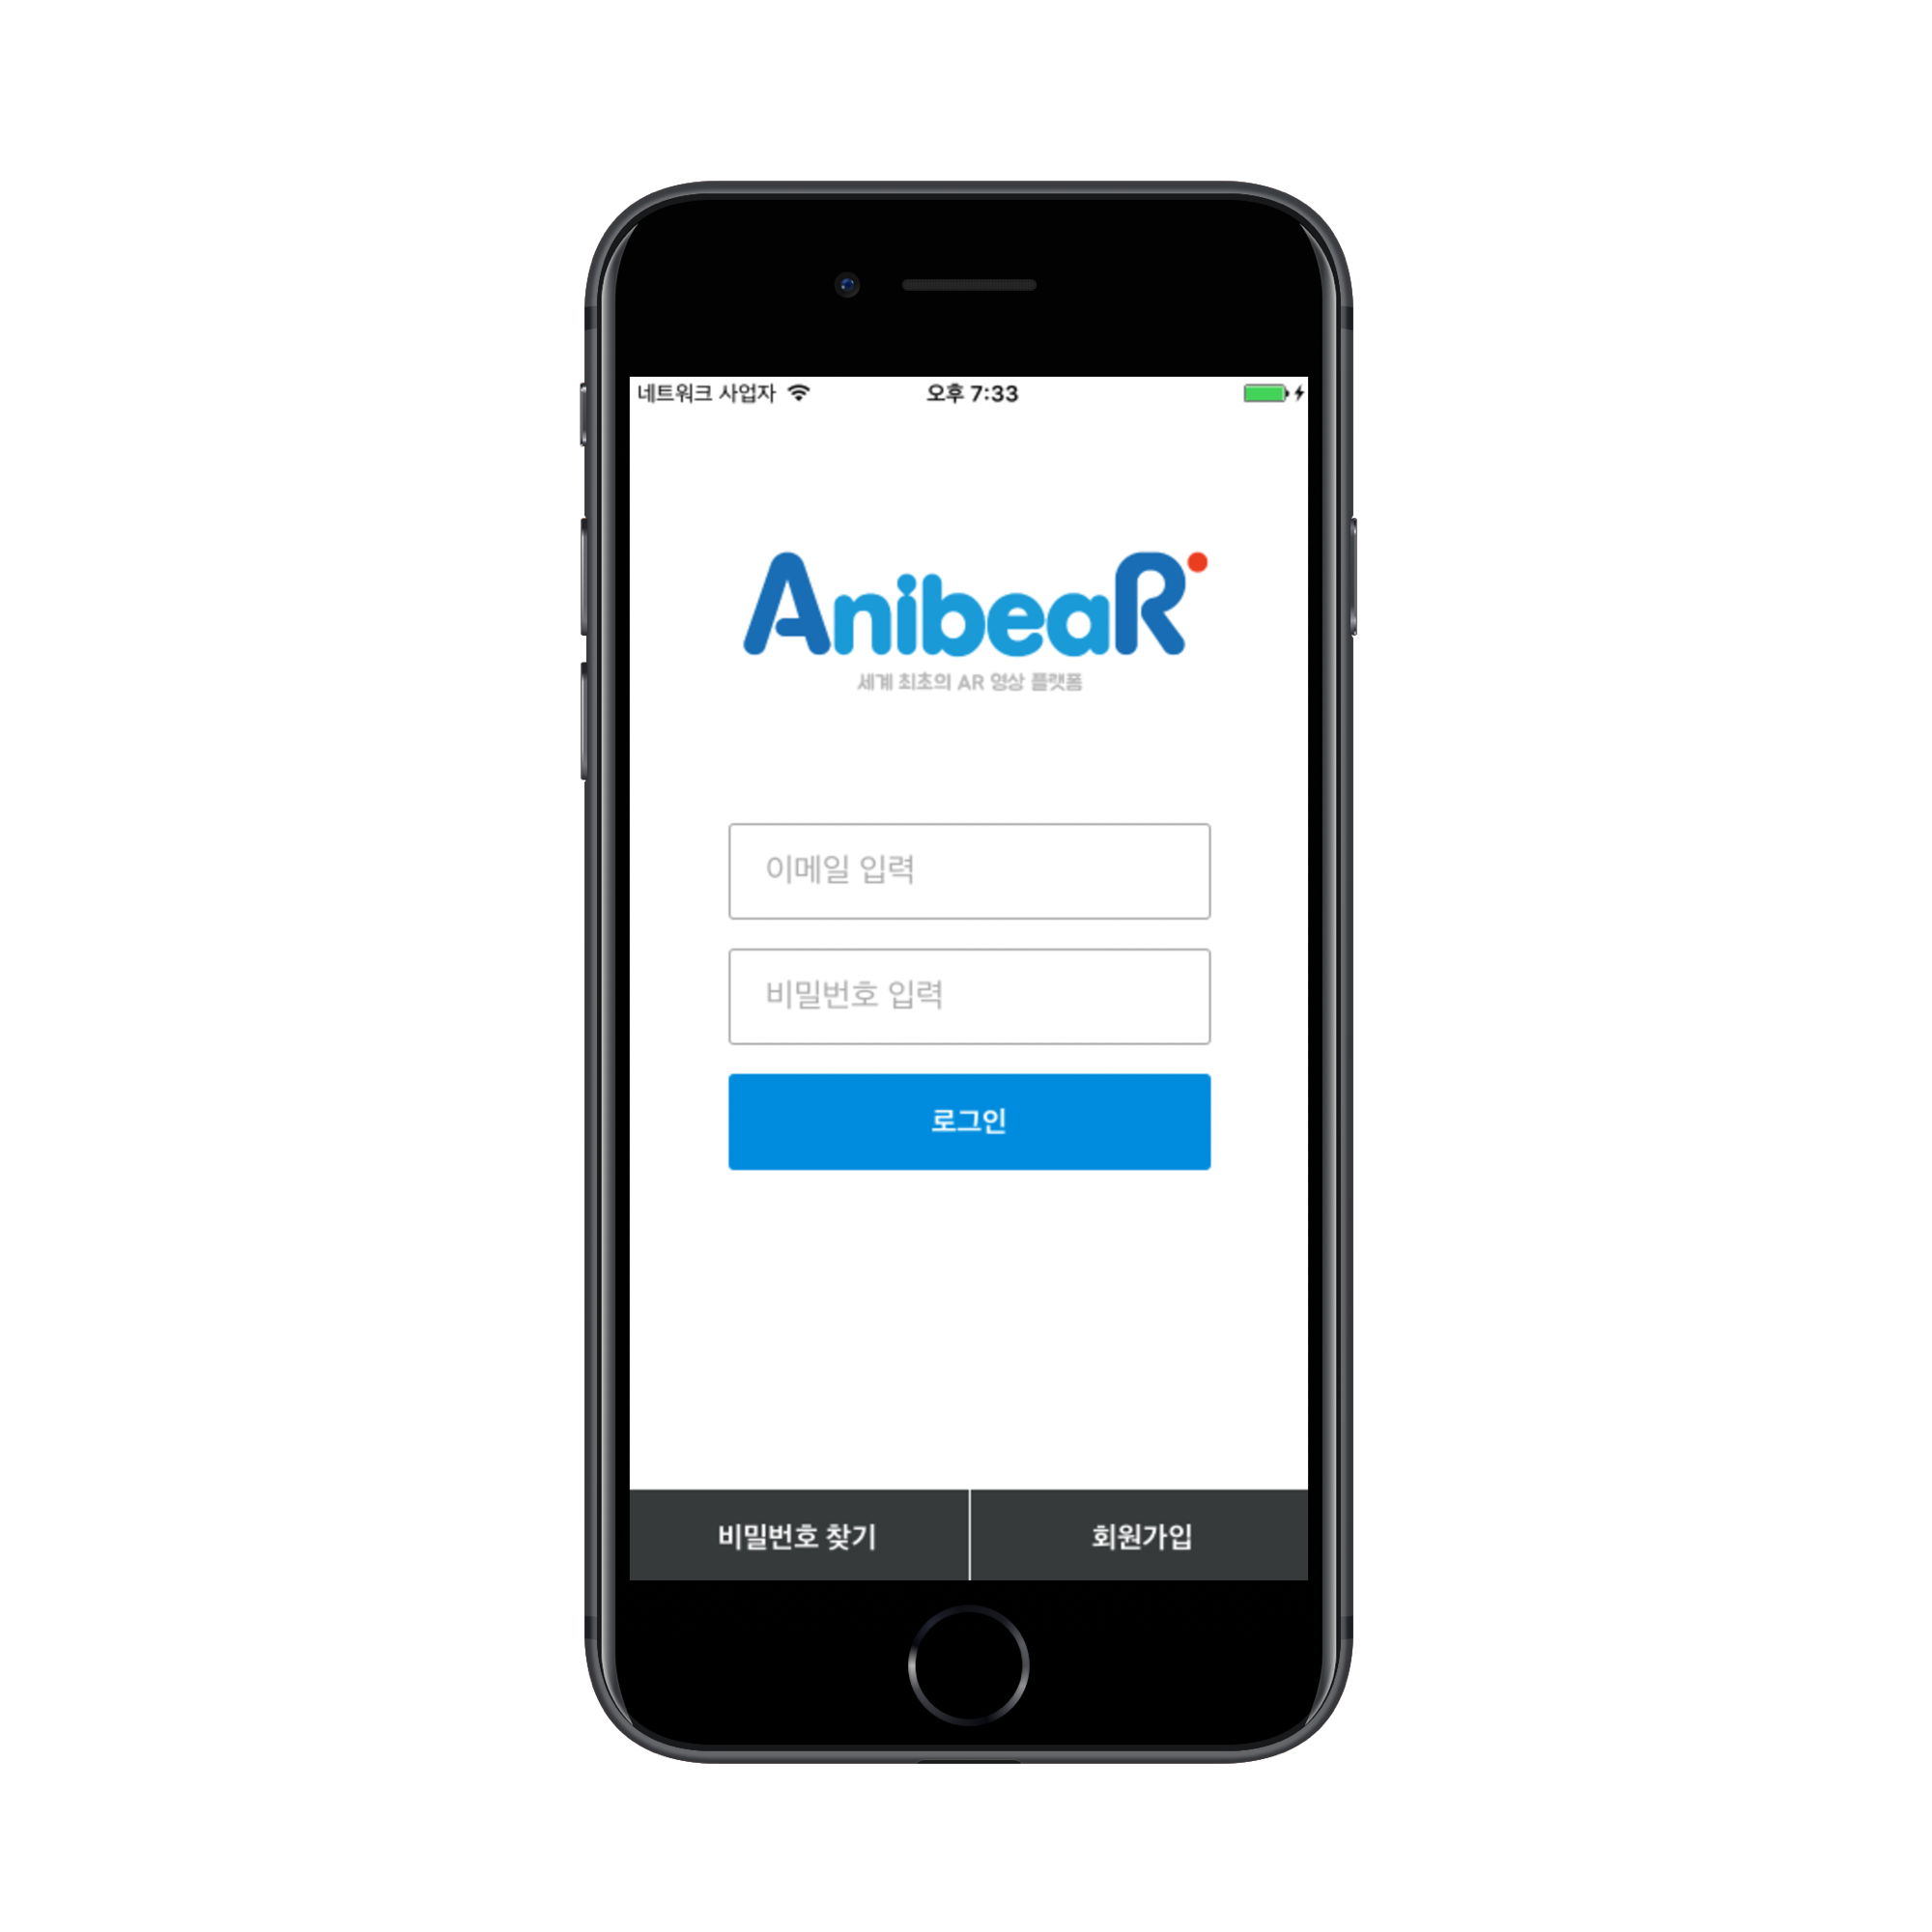 네트워크 사업자 오후 7:33
AnibeaR
세계 최초의 AR 영상 플랫폼
이메일 입력
비밀번호 입력
로그인
비밀번호 찾기 회원가입